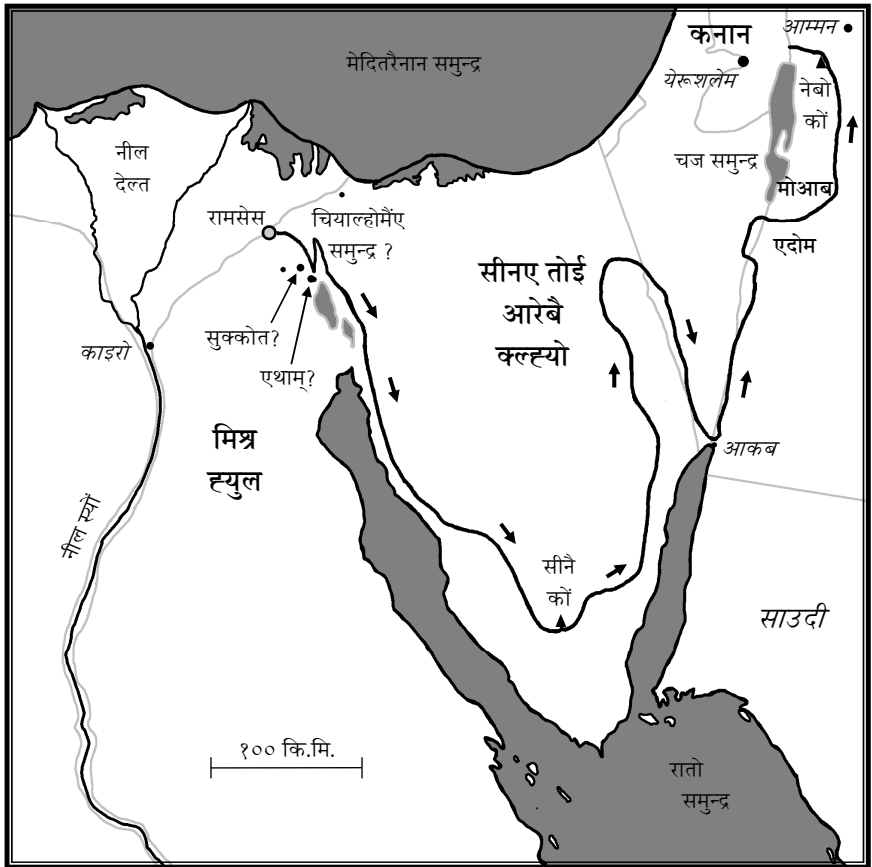 मेदितरैनान समुन्द्र
कनान
आम्मन
येरूशलेम
नेबो
कों
नील
देल्त
चज समुन्द्र
मोआब
रामसेस
चियाल्होमैंए
समुन्द्र ?
एदोम
सीनए तोई
आरेबै
क्ल्ह्यो
सुक्कोत?
काइरो
एथाम्?
मिश्र
ह्युल
आकब
नील स्यों
सीनै
कों
साउदी
१०० कि.मि.
रातो
समुन्द्र